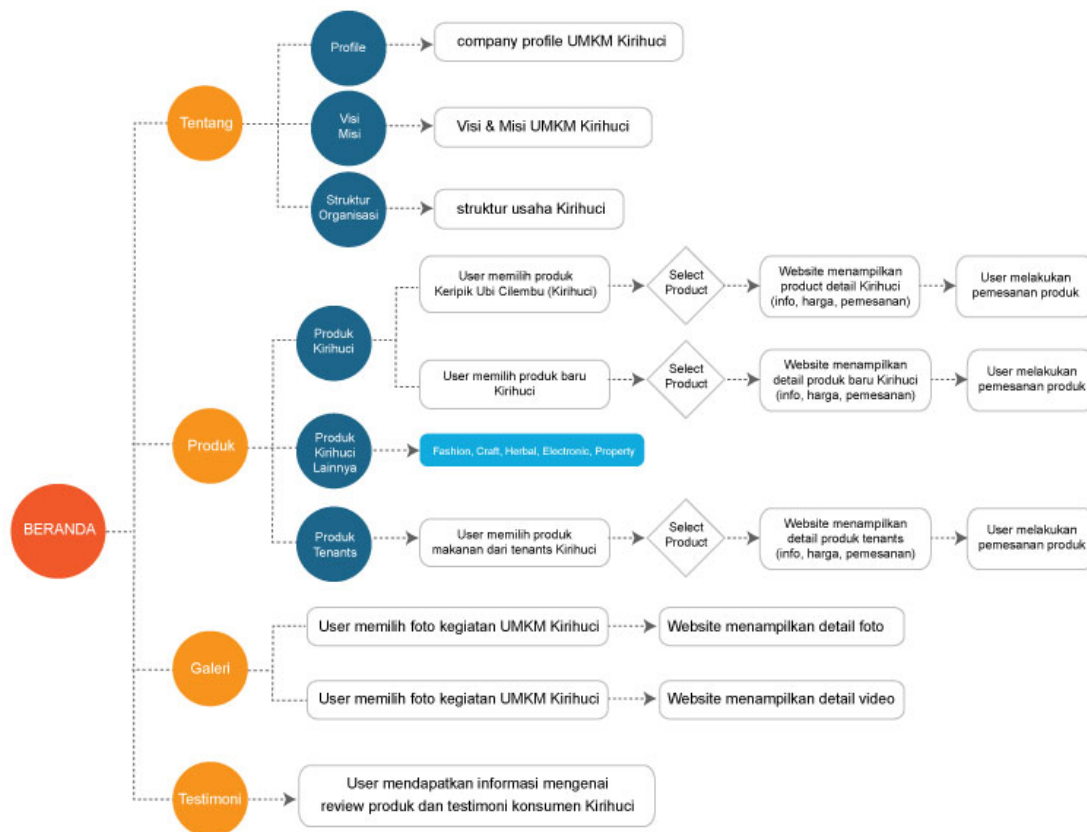 Profile
company profile UMKM Kirihuci
Tentang
Visi
Misi
Visi & Misi UMKM Kirihuci
Struktur
Organisasi
struktur usaha Kirihuci
User memilih produk
Keripik Ubi Cilembu (Kirihuci)
Select
Product
Website menampilkan
product detail Kirihuci
(info, harga, pemesanan)
User melakukan
pemesanan produk
Produk
Kirihuci
User memilih produk baru
Kirihuci
Select
Product
Website menampilkan
detail produk baru Kirihuci
(info, harga, pemesanan)
User melakukan
pemesanan produk
Produk
Produk
Kirihuci
Lainnya
Fashion, Craft, Herbal, Electronic, Property
BERANDA
Produk
Tenants
User memilih produk
makanan dari tenants Kirihuci
Select
Product
Website menampilkan
detail produk tenants
(info, harga, pemesanan)
User melakukan
pemesanan produk
Galeri
User memilih foto kegiatan UMKM Kirihuci
Website menampilkan detail foto
User memilih foto kegiatan UMKM Kirihuci
Website menampilkan detail video
Testimoni
User mendapatkan informasi mengenai
review produk dan testimoni konsumen Kirihuci